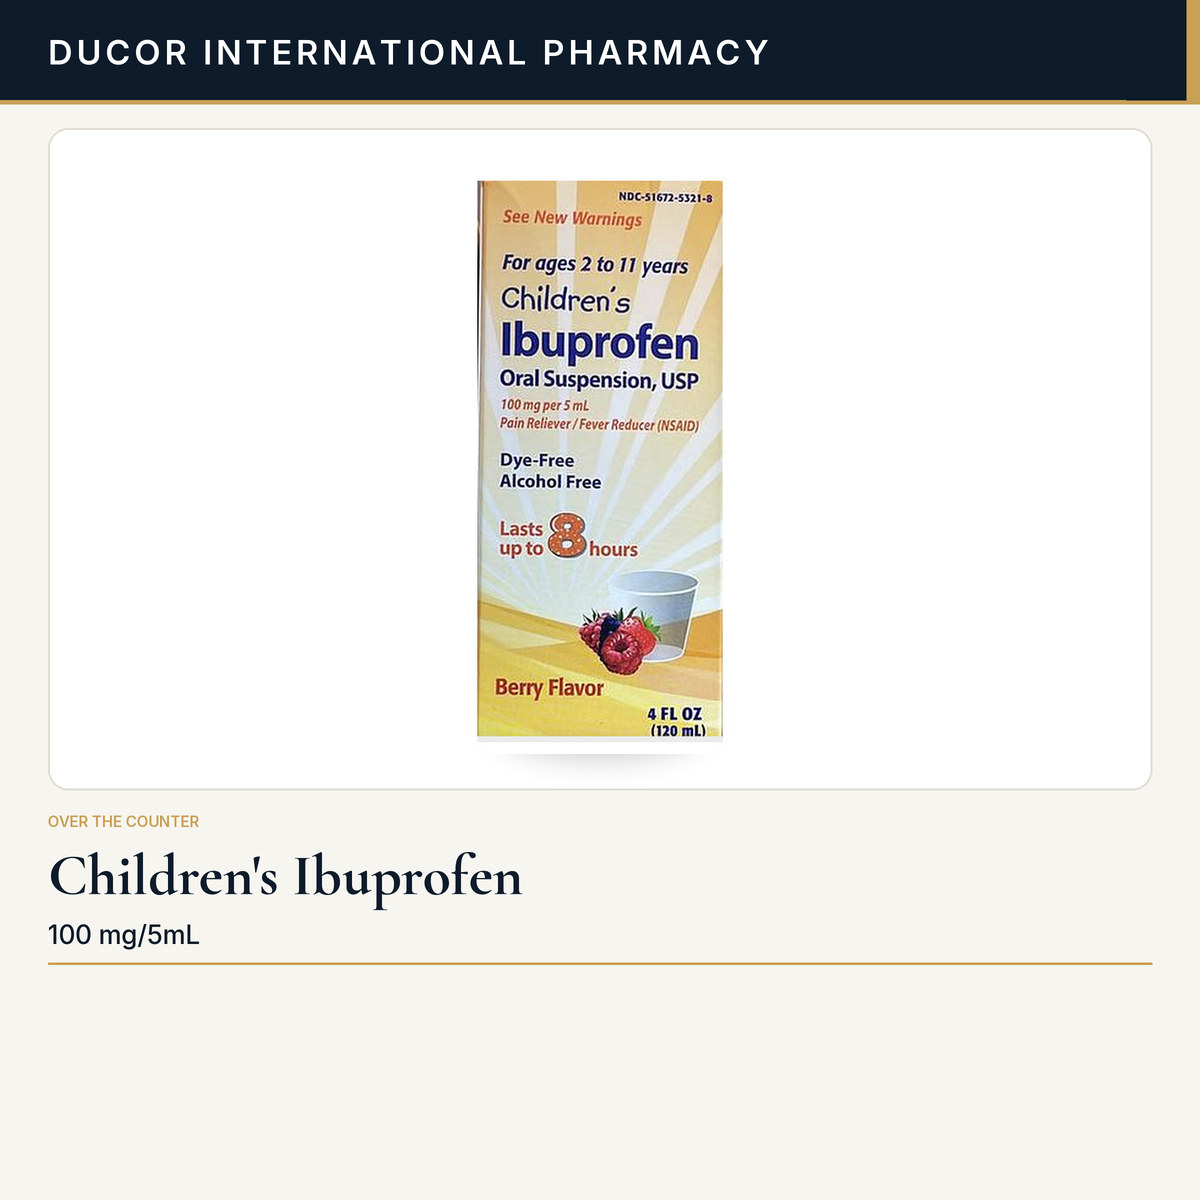 DUCOR INTERNATIONAL PHARMACY
NDC-51672-5321-8
See New Warnings
For ages 2 to 11 years
Children's
Ibuprofen
Oral Suspension, USP
100 mg per 5 mL
Pain Reliever / Fever Reducer (NSAID)
Dye-Free
Alcohol Free
Lasts
up to 8 hours
Berry Flavor
4 FL OZ
(120 mL)
OVER THE COUNTER
Children's Ibuprofen
100 mg/5mL